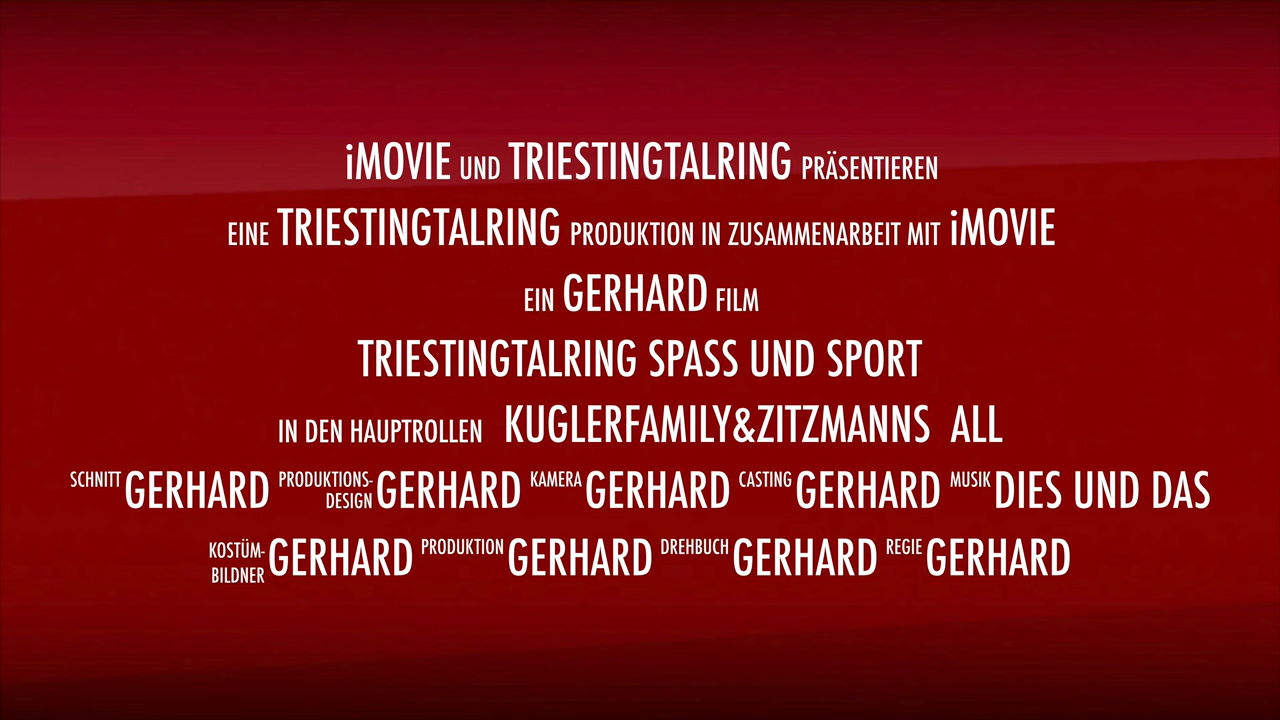 iMOVIE UND TRIESTINGTALRING PRÄSENTIEREN
EINE TRIESTINGTALRING PRODUKTION IN ZUSAMMENARBEIT MIT iMOVIE
EIN GERHARD FILM
TRIESTINGTALRING SPASS UND SPORT
IN DEN HAUPTROLLEN KUGLERFAMILY&ZITZMANNS ALL
SCHNITT GERHARD PRODUKTIONS-DESIGN GERHARD KAMERA GERHARD CASTING GERHARD MUSIK DIES UND DAS
KOSTÜM-BILDNER GERHARD PRODUKTION GERHARD DREHBUCH GERHARD REGIE GERHARD